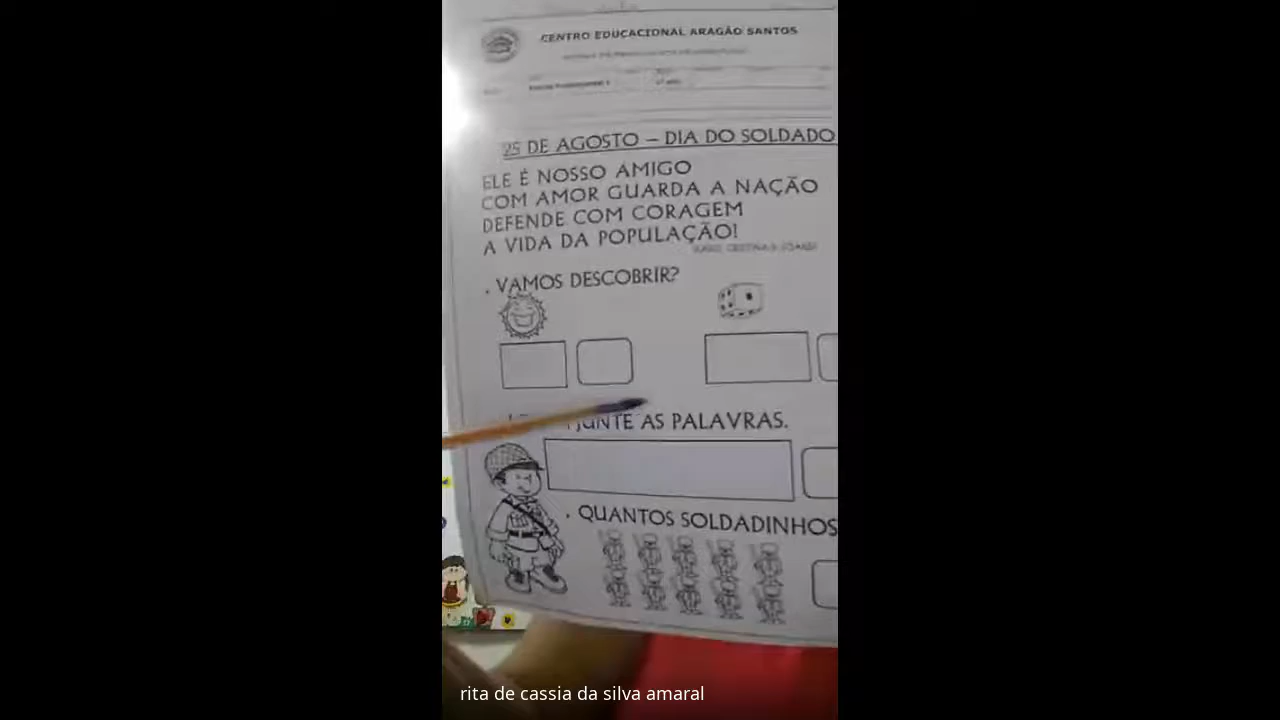 CENTRO EDUCACIONAL ARAGÃO SANTOS
25 DE AGOSTO – DIA DO SOLDADO
ELE É NOSSO AMIGO
COM AMOR GUARDA A NAÇÃO
DEFENDE COM CORAGEM
A VIDA DA POPULAÇÃO!
. VAMOS DESCOBRIR?
JUNTE AS PALAVRAS.
. QUANTOS SOLDADINHOS
rita de cassia da silva amaral